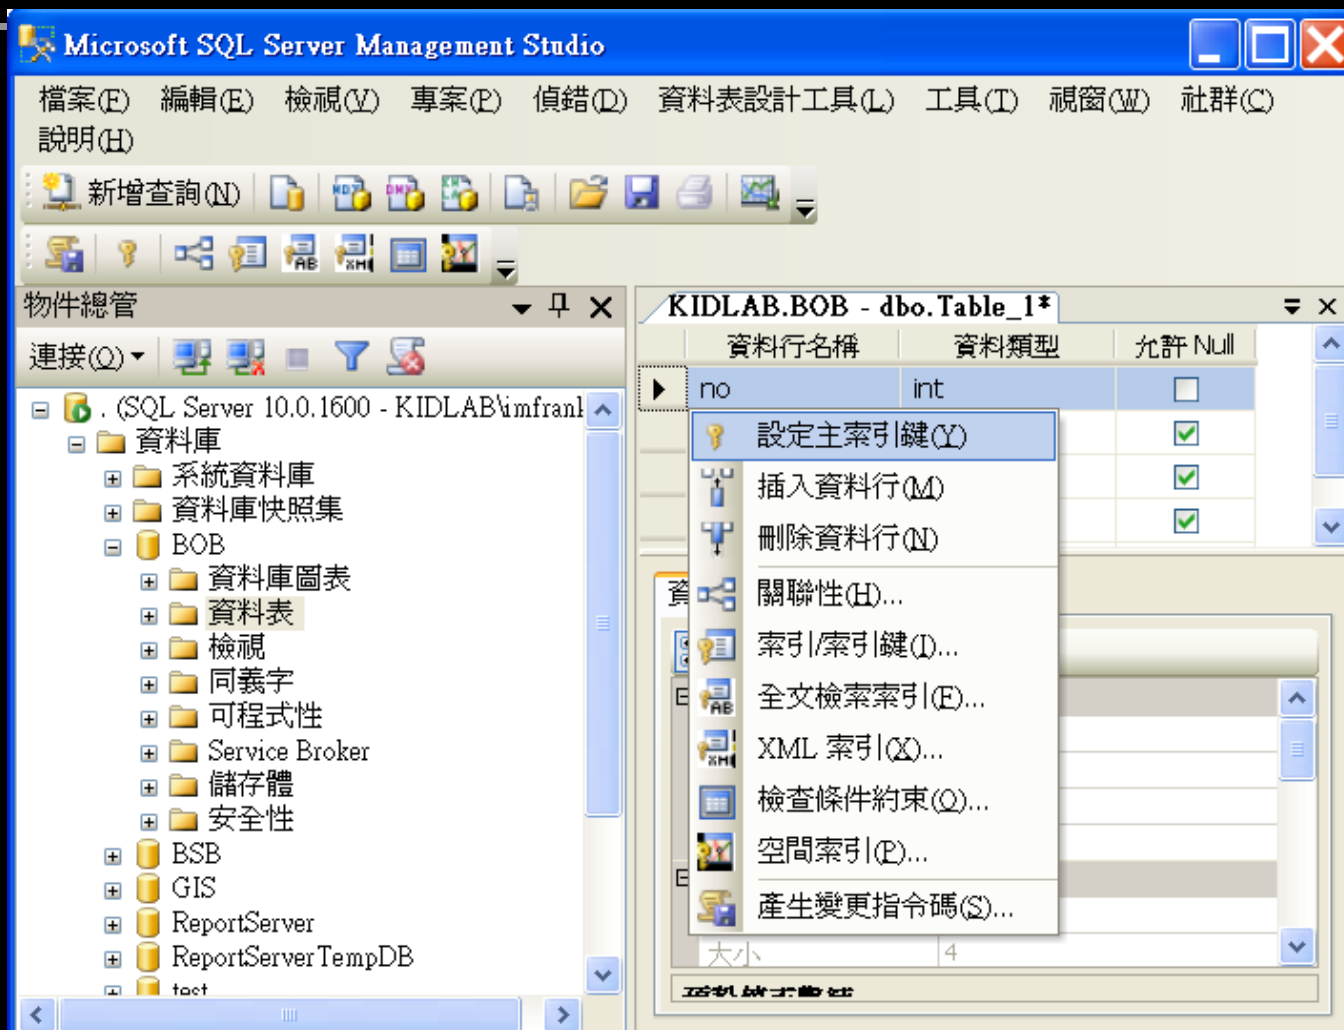 Microsoft SQL Server Management Studio
檔案(F) 編輯(E) 檢視(V) 專案(P) 偵錯(D) 資料表設計工具(L) 工具(T) 視窗(W) 社群(C)
說明(H)
新增查詢(N)
物件總管
連接(O)
. (SQL Server 10.0.1600 - KIDLAB\imfranl
資料庫
系統資料庫
資料庫快照集
BOB
資料庫圖表
資料表
檢視
同義字
可程式性
Service Broker
儲存體
安全性
BSB
GIS
ReportServer
ReportServerTempDB
test
KIDLAB.BOB - dbo.Table_1*
資料行名稱 資料類型 允許 Null
no int
設定主索引鍵(Y)
插入資料行(M)
刪除資料行(N)
關聯性(H)...
索引/索引鍵(I)...
全文檢索索引(F)...
XML 索引(X)...
檢查條件約束(O)...
空間索引(P)...
產生變更指令碼(S)...
大小 4